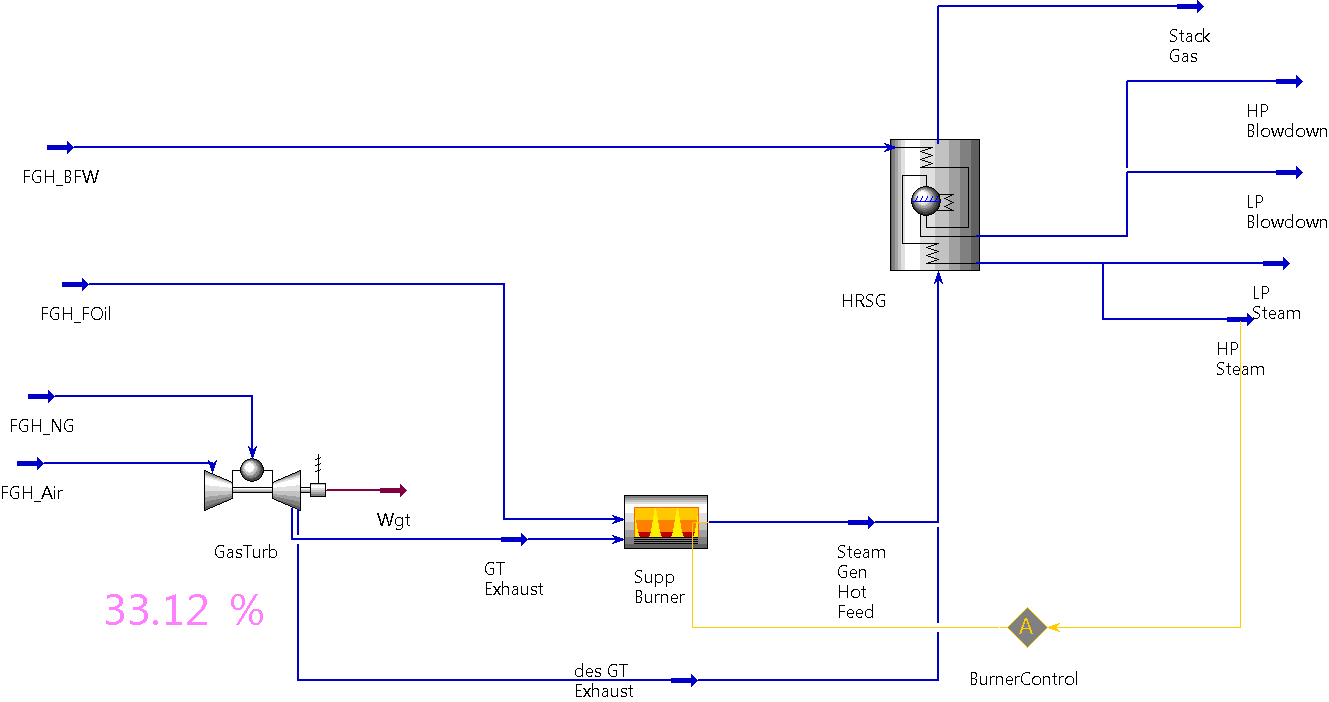 Stack
Gas
HP
Blowdown
FGH_BFW
LP
Blowdown
HRSG
LP
Steam
FGH_FOil
HP
Steam
FGH_NG
FGH_Air
Wgt
GasTurb
GT
Exhaust
Supp
Burner
Steam
Gen
Hot
Feed
33.12 %
A
des GT
Exhaust
BurnerControl